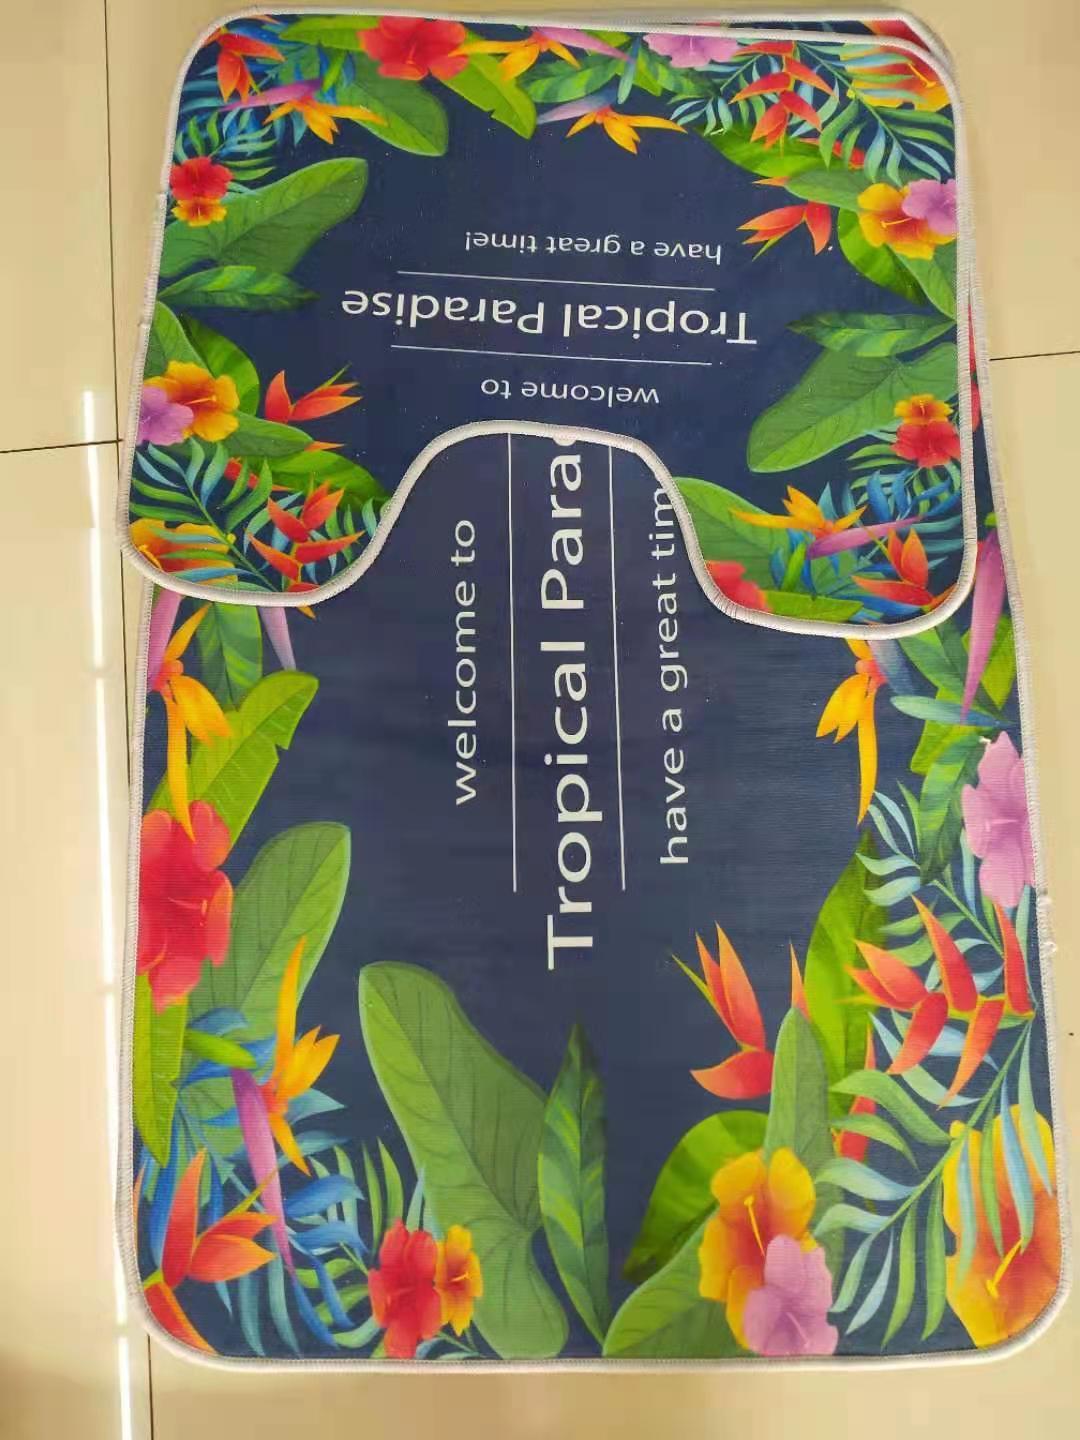 welcome to
Tropical Paradise
have a great time!
welcome to
Tropical Para
have a great tim